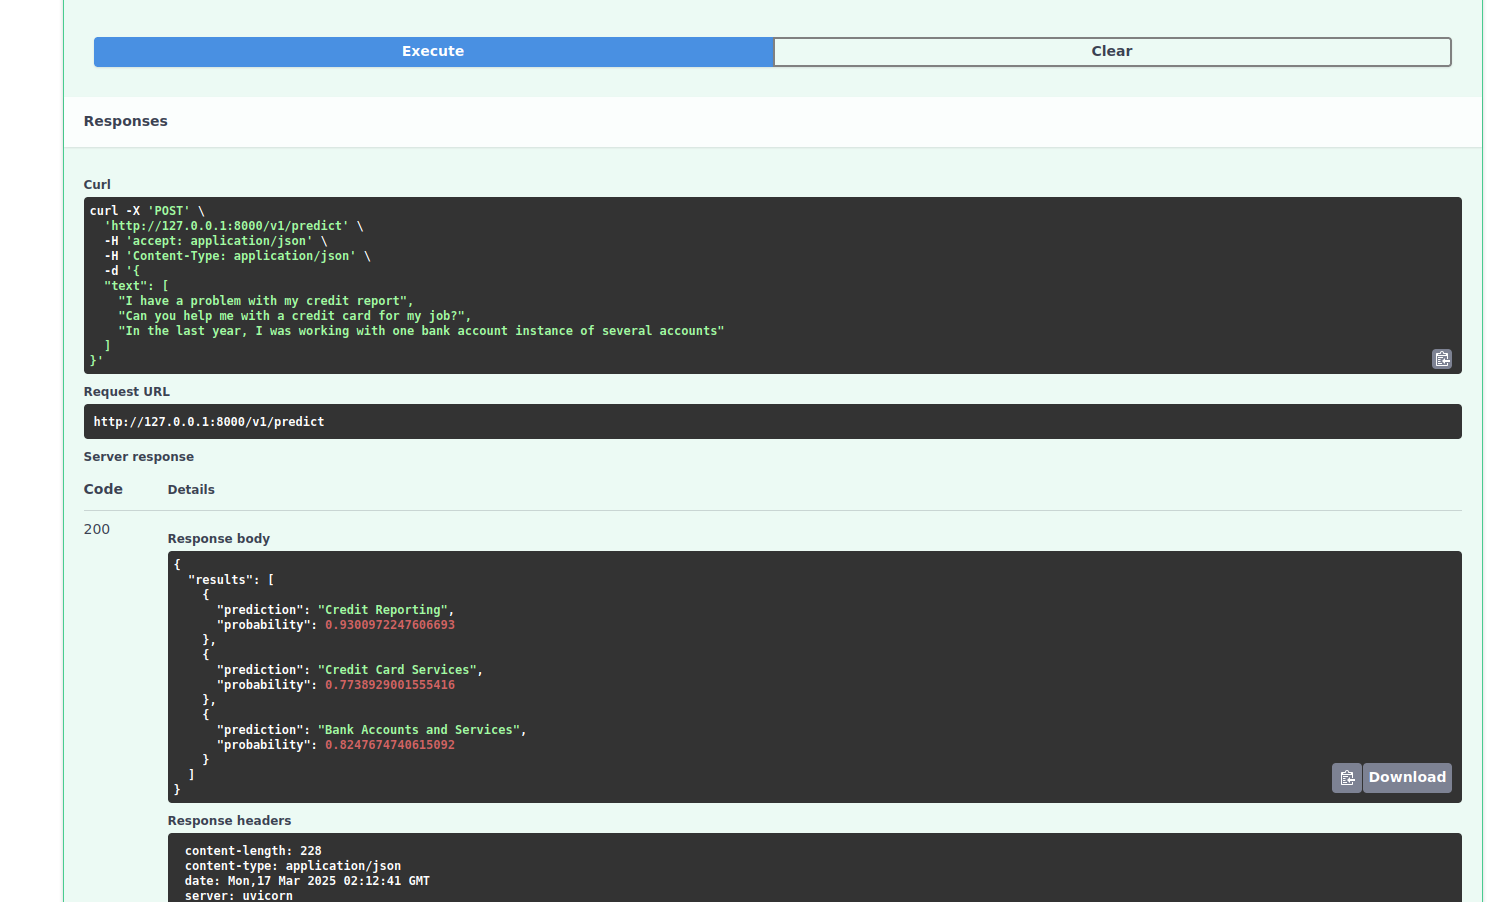 Execute
Clear
Responses
Curl
curl -X 'POST' \
  'http://127.0.0.1:8000/v1/predict' \
  -H 'accept: application/json' \
  -H 'Content-Type: application/json' \
  -d '{
  "text": [
    "I have a problem with my credit report",
    "Can you help me with a credit card for my job?",
    "In the last year, I was working with one bank account instance of several accounts"
  ]
}'
Request URL
http://127.0.0.1:8000/v1/predict
Server response
Code Details
200
Response body
{
  "results": [
    {
      "prediction": "Credit Reporting",
      "probability": 0.9300972247606693
    },
    {
      "prediction": "Credit Card Services",
      "probability": 0.7738929001555416
    },
    {
      "prediction": "Bank Accounts and Services",
      "probability": 0.8247674740615092
    }
  ]
}
Download
Response headers
content-length: 228
content-type: application/json
date: Mon,17 Mar 2025 02:12:41 GMT
server: uvicorn